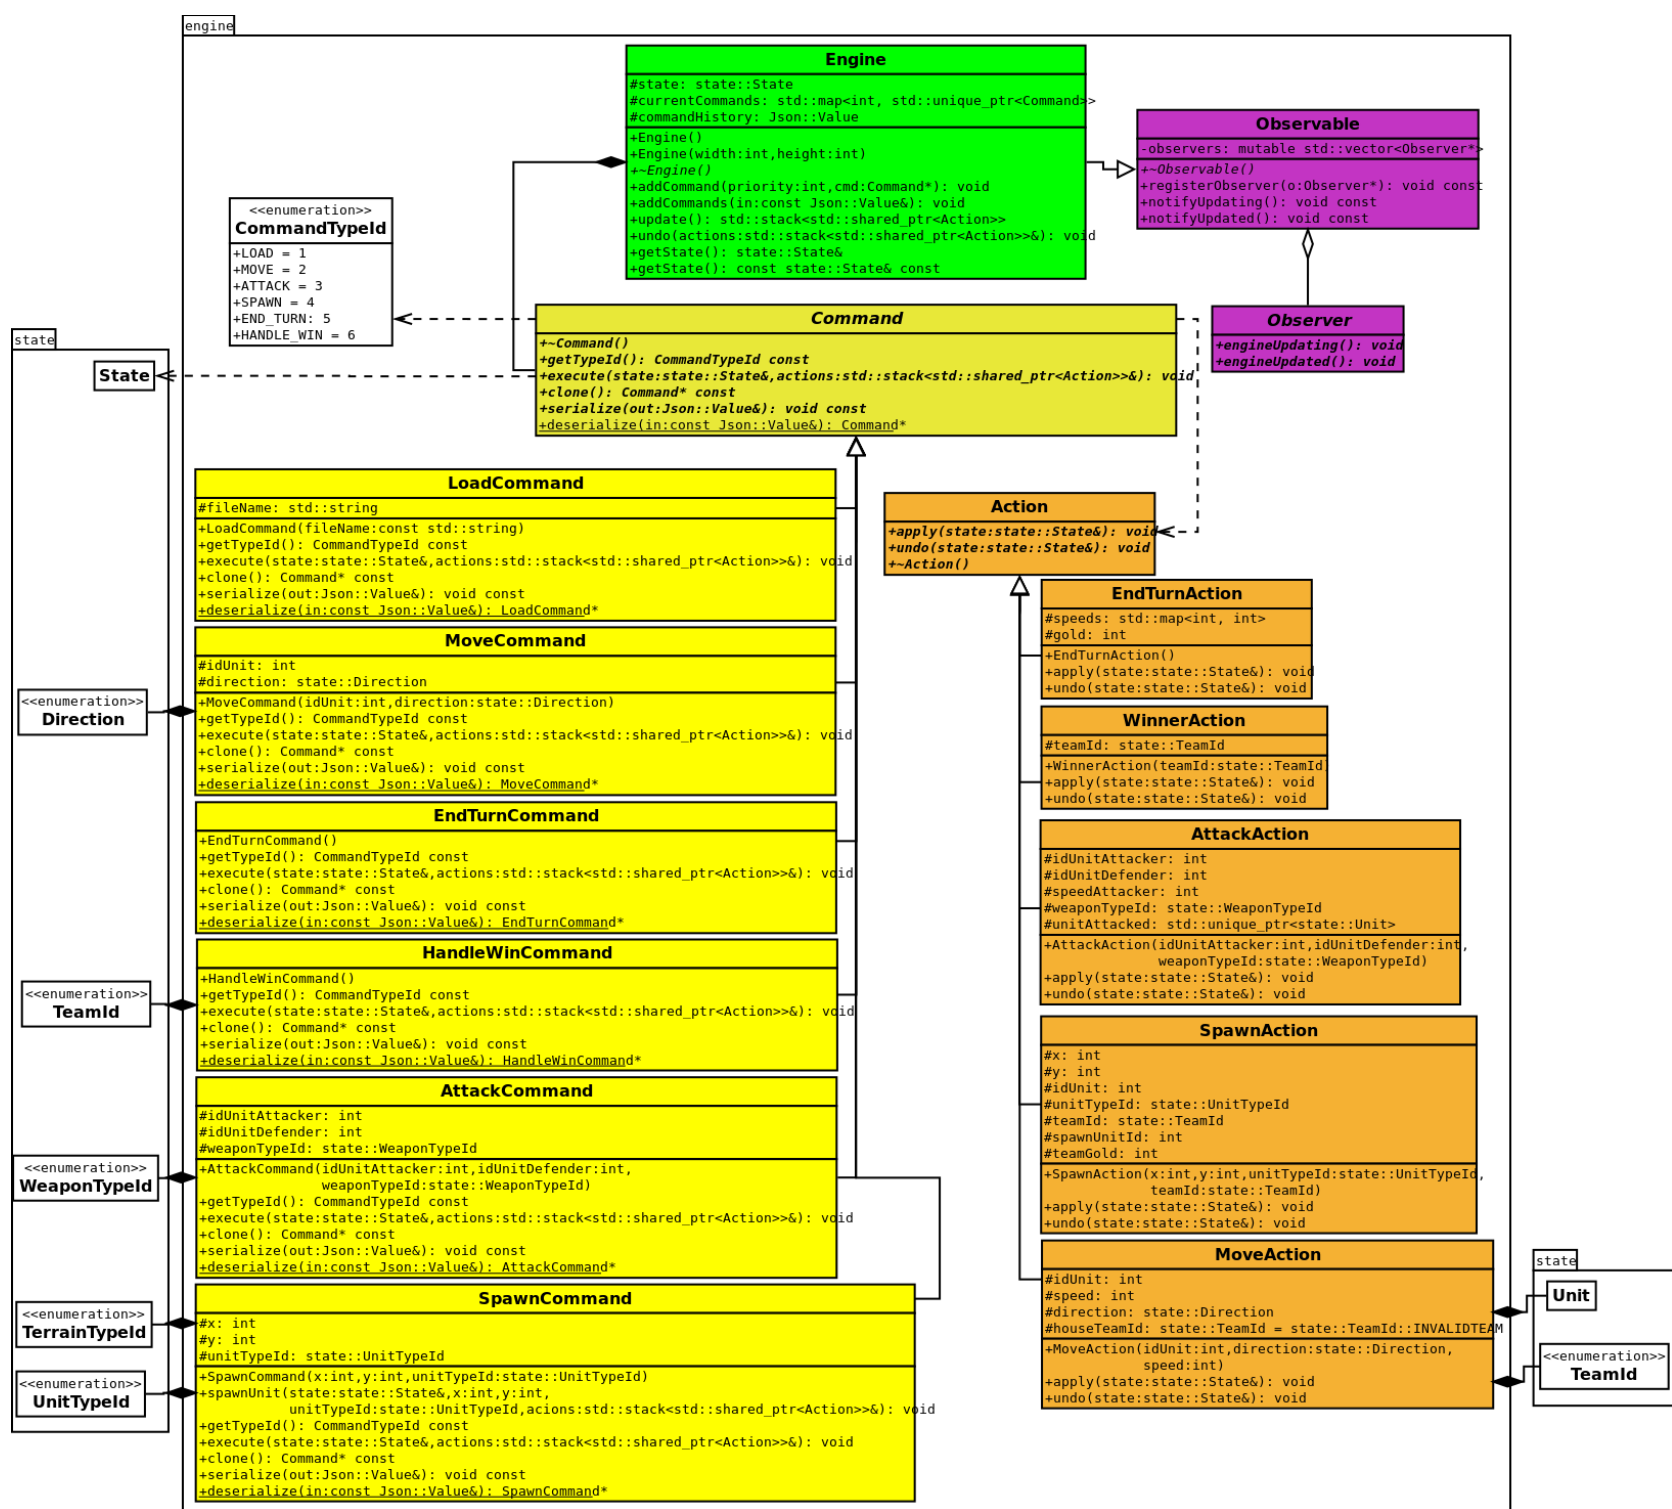 engine
Engine
#state: state::State
#currentCommands: std::map<int, std::unique_ptr<Command>>
#commandHistory: Json::Value
+Engine()
+Engine(width:int,height:int)
+~Engine()
+addCommand(priority:int,cmd:Command*): void
+addCommands(in:const Json::Value&): void
+update(): std::stack<std::shared_ptr<Action>>
+undo(actions:std::stack<std::shared_ptr<Action>>&): void
+getState(): state::State&
+getState(): const state::State& const
Observable
-observers: mutable std::vector<Observer*>
+~Observable()
+registerObserver(o:Observer*): void const
+notifyUpdating(): void const
+notifyUpdated(): void const
<<enumeration>>
CommandTypeId
+LOAD = 1
+MOVE = 2
+ATTACK = 3
+SPAWN = 4
+END_TURN: 5
+HANDLE_WIN = 6
Command
+~Command()
+getTypeId(): CommandTypeId const
+execute(state:state::State&,actions:std::stack<std::shared_ptr<Action>>&): void
+clone(): Command* const
+serialize(out:Json::Value&): void const
+deserialize(in:const Json::Value&): Command*
Observer
+engineUpdating(): void
+engineUpdated(): void
state
State
LoadCommand
#fileName: std::string
+LoadCommand(fileName:const std::string)
+getTypeId(): CommandTypeId const
+execute(state:state::State&,actions:std::stack<std::shared_ptr<Action>>&): void
+clone(): Command* const
+serialize(out:Json::Value&): void const
+deserialize(in:const Json::Value&): LoadCommand*
Action
+apply(state:state::State&): void
+undo(state:state::State&): void
+~Action()
MoveCommand
#idUnit: int
#direction: state::Direction
+MoveCommand(idUnit:int,direction:state::Direction)
+getTypeId(): CommandTypeId const
+execute(state:state::State&,actions:std::stack<std::shared_ptr<Action>>&): void
+clone(): Command* const
+serialize(out:Json::Value&): void const
+deserialize(in:const Json::Value&): MoveCommand*
<<enumeration>>
Direction
EndTurnAction
#speeds: std::map<int, int>
#gold: int
+EndTurnAction()
+apply(state:state::State&): void
+undo(state:state::State&): void
WinnerAction
#teamId: state::TeamId
+WinnerAction(teamId:state::TeamId)
+apply(state:state::State&): void
+undo(state:state::State&): void
EndTurnCommand
+EndTurnCommand()
+getTypeId(): CommandTypeId const
+execute(state:state::State&,actions:std::stack<std::shared_ptr<Action>>&): void
+clone(): Command* const
+serialize(out:Json::Value&): void const
+deserialize(in:const Json::Value&): EndTurnCommand*
AttackAction
#idUnitAttacker: int
#idUnitDefender: int
#speedAttacker: int
#weaponTypeId: state::WeaponTypeId
#unitAttacked: std::unique_ptr<state::Unit>
+AttackAction(idUnitAttacker:int,idUnitDefender:int,
weaponTypeId:state::WeaponTypeId)
+apply(state:state::State&): void
+undo(state:state::State&): void
HandleWinCommand
+HandleWinCommand()
+getTypeId(): CommandTypeId const
+execute(state:state::State&,actions:std::stack<std::shared_ptr<Action>>&): void
+clone(): Command* const
+serialize(out:Json::Value&): void const
+deserialize(in:const Json::Value&): HandleWinCommand*
<<enumeration>>
TeamId
SpawnAction
#x: int
#y: int
#idUnit: int
#unitTypeId: state::UnitTypeId
#teamId: state::TeamId
#spawnUnitId: int
#teamGold: int
+SpawnAction(x:int,y:int,unitTypeId:state::UnitTypeId,
teamId:state::TeamId)
+apply(state:state::State&): void
+undo(state:state::State&): void
AttackCommand
#idUnitAttacker: int
#idUnitDefender: int
#weaponTypeId: state::WeaponTypeId
+AttackCommand(idUnitAttacker:int,idUnitDefender:int,
weaponTypeId:state::WeaponTypeId)
+getTypeId(): CommandTypeId const
+execute(state:state::State&,actions:std::stack<std::shared_ptr<Action>>&): void
+clone(): Command* const
+serialize(out:Json::Value&): void const
+deserialize(in:const Json::Value&): AttackCommand*
<<enumeration>>
WeaponTypeId
MoveAction
#idUnit: int
#speed: int
#direction: state::Direction
#houseTeamId: state::TeamId = state::TeamId::INVALIDTEAM
+MoveAction(idUnit:int,direction:state::Direction,
speed:int)
+apply(state:state::State&): void
+undo(state:state::State&): void
state
Unit
<<enumeration>>
TeamId
SpawnCommand
#x: int
#y: int
#unitTypeId: state::UnitTypeId
+SpawnCommand(x:int,y:int,unitTypeId:state::UnitTypeId)
+spawnUnit(state:state::State&,x:int,y:int,
unitTypeId:state::UnitTypeId,acions:std::stack<std::shared_ptr<Action>>&): void
+getTypeId(): CommandTypeId const
+execute(state:state::State&,actions:std::stack<std::shared_ptr<Action>>&): void
+clone(): Command* const
+serialize(out:Json::Value&): void const
+deserialize(in:const Json::Value&): SpawnCommand*
<<enumeration>>
TerrainTypeId
<<enumeration>>
UnitTypeId